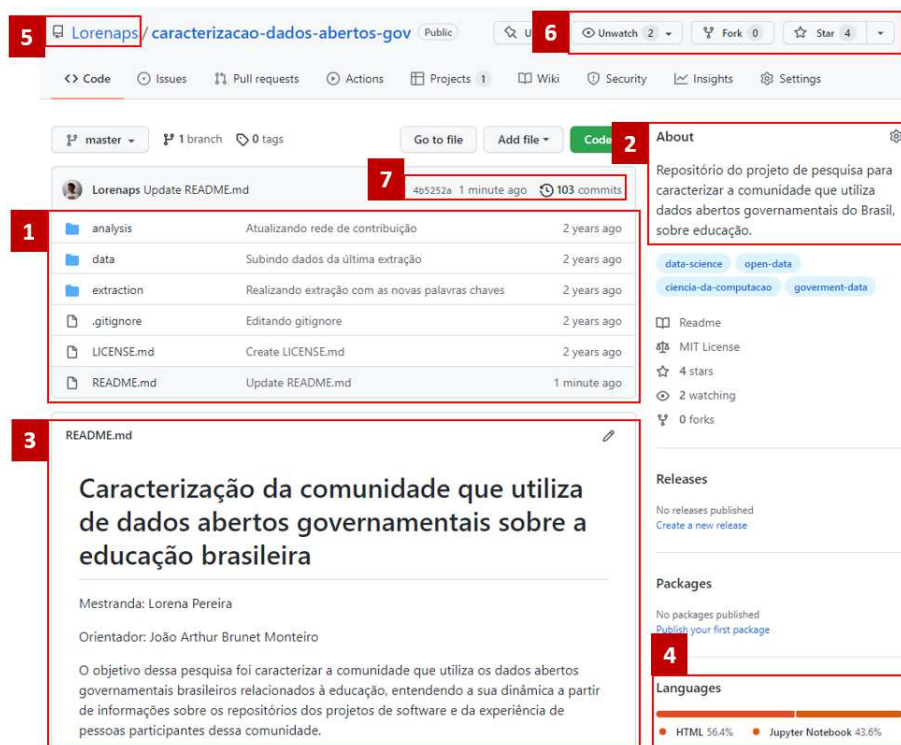 5 Lorenaps / caracterizacao-dados-abertos-gov Public 6 Unwatch 2 Fork 0 Star 4
Code Issues Pull requests Actions Projects 1 Wiki Security Insights Settings
master 1 branch 0 tags Go to file Add file Code
2 About
Repositório do projeto de pesquisa para
caracterizar a comunidade que utiliza
dados abertos governamentais do Brasil,
sobre educação.
data-science open-data
ciencia-da-computacao goverment-data
Readme
MIT License
4 stars
2 watching
0 forks
Lorenaps Update README.md 7 4b5252a 1 minute ago 103 commits
1
analysis Atualizando rede de contribuição 2 years ago
data Subindo dados da última extração 2 years ago
extraction Realizando extração com as novas palavras chaves 2 years ago
.gitignore Editando gitignore 2 years ago
LICENSE.md Create LICENSE.md 2 years ago
README.md Update README.md 1 minute ago
3 README.md
Caracterização da comunidade que utiliza
de dados abertos governamentais sobre a
educação brasileira
Mestranda: Lorena Pereira
Orientador: João Arthur Brunet Monteiro
O objetivo dessa pesquisa foi caracterizar a comunidade que utiliza os dados abertos
governamentais brasileiros relacionados à educação, entendendo a sua dinâmica a partir
de informações sobre os repositórios dos projetos de software e da experiência de
pessoas participantes dessa comunidade.
Releases
No releases published
Create a new release
Packages
No packages published
Publish your first package
4
Languages
HTML 56.4% Jupyter Notebook 43.6%